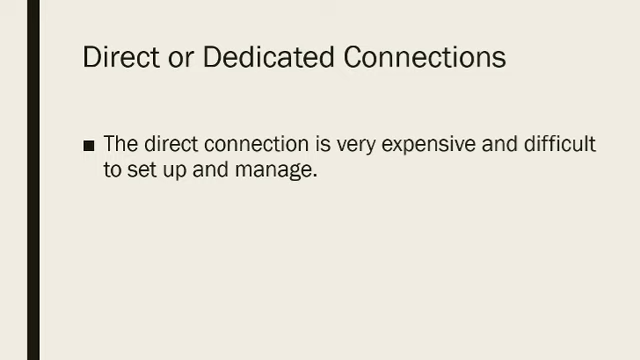 Direct or Dedicated Connections
■ The direct connection is very expensive and difficult
to set up and manage.